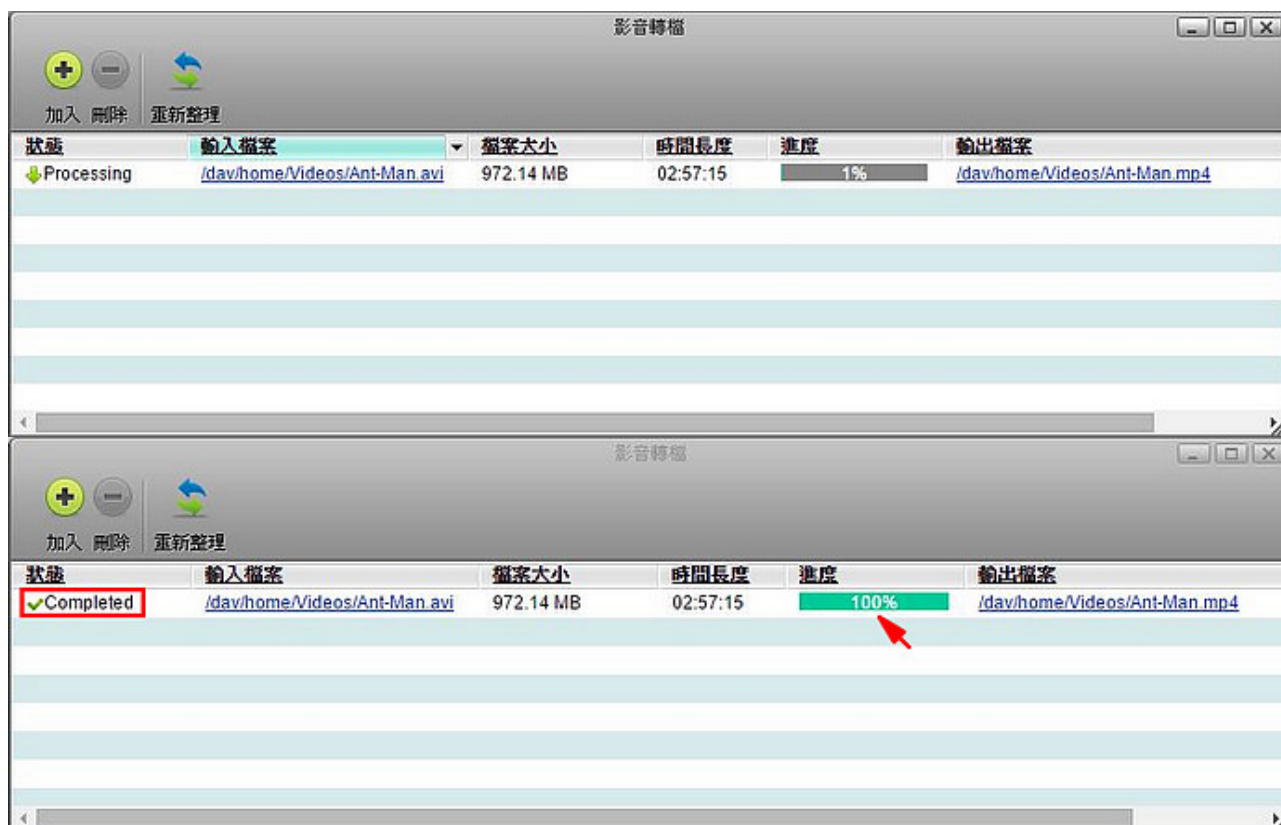 影音轉檔
加入 刪除 重新整理
狀態 輸入檔案 檔案大小 時間長度 進度 輸出檔案
Processing /dav/home/Videos/Ant-Man.avi 972.14 MB 02:57:15 1% /dav/home/Videos/Ant-Man.mp4
影音轉檔
加入 刪除 重新整理
狀態 輸入檔案 檔案大小 時間長度 進度 輸出檔案
Completed /dav/home/Videos/Ant-Man.avi 972.14 MB 02:57:15 100% /dav/home/Videos/Ant-Man.mp4